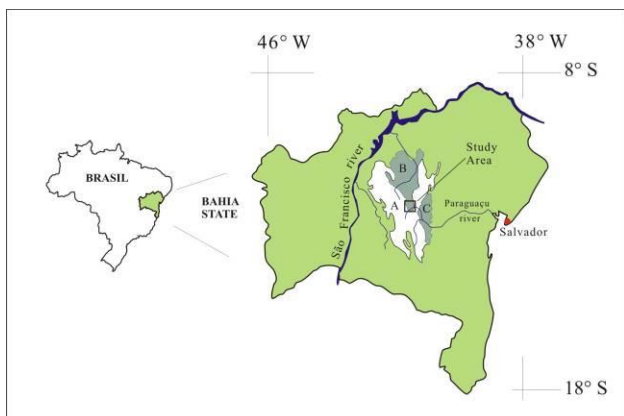 46° W
38° W
8° S
BRASIL
BAHIA
STATE
São Francisco river
Study
Area
B
A
C
Paraguaçu
river
Salvador
18° S